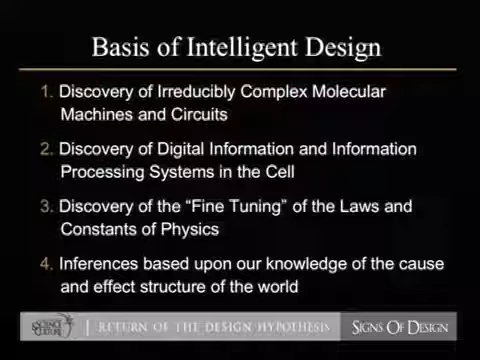 Basis of Intelligent Design
1. Discovery of Irreducibly Complex Molecular
Machines and Circuits
2. Discovery of Digital Information and Information
Processing Systems in the Cell
3. Discovery of the “Fine Tuning” of the Laws and
Constants of Physics
4. Inferences based upon our knowledge of the cause
and effect structure of the world
SCIENCE
CULTURE
RETURN OF THE DESIGN HYPOTHESIS
SIGNS OF DESIGN